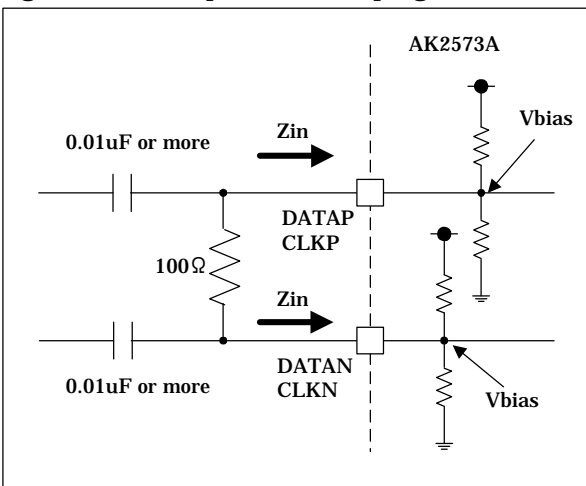 AK2573A
Vbias
0.01uF or more
Zin
DATAP
CLKP
100Ω
Zin
DATAN
CLKN
0.01uF or more
Vbias